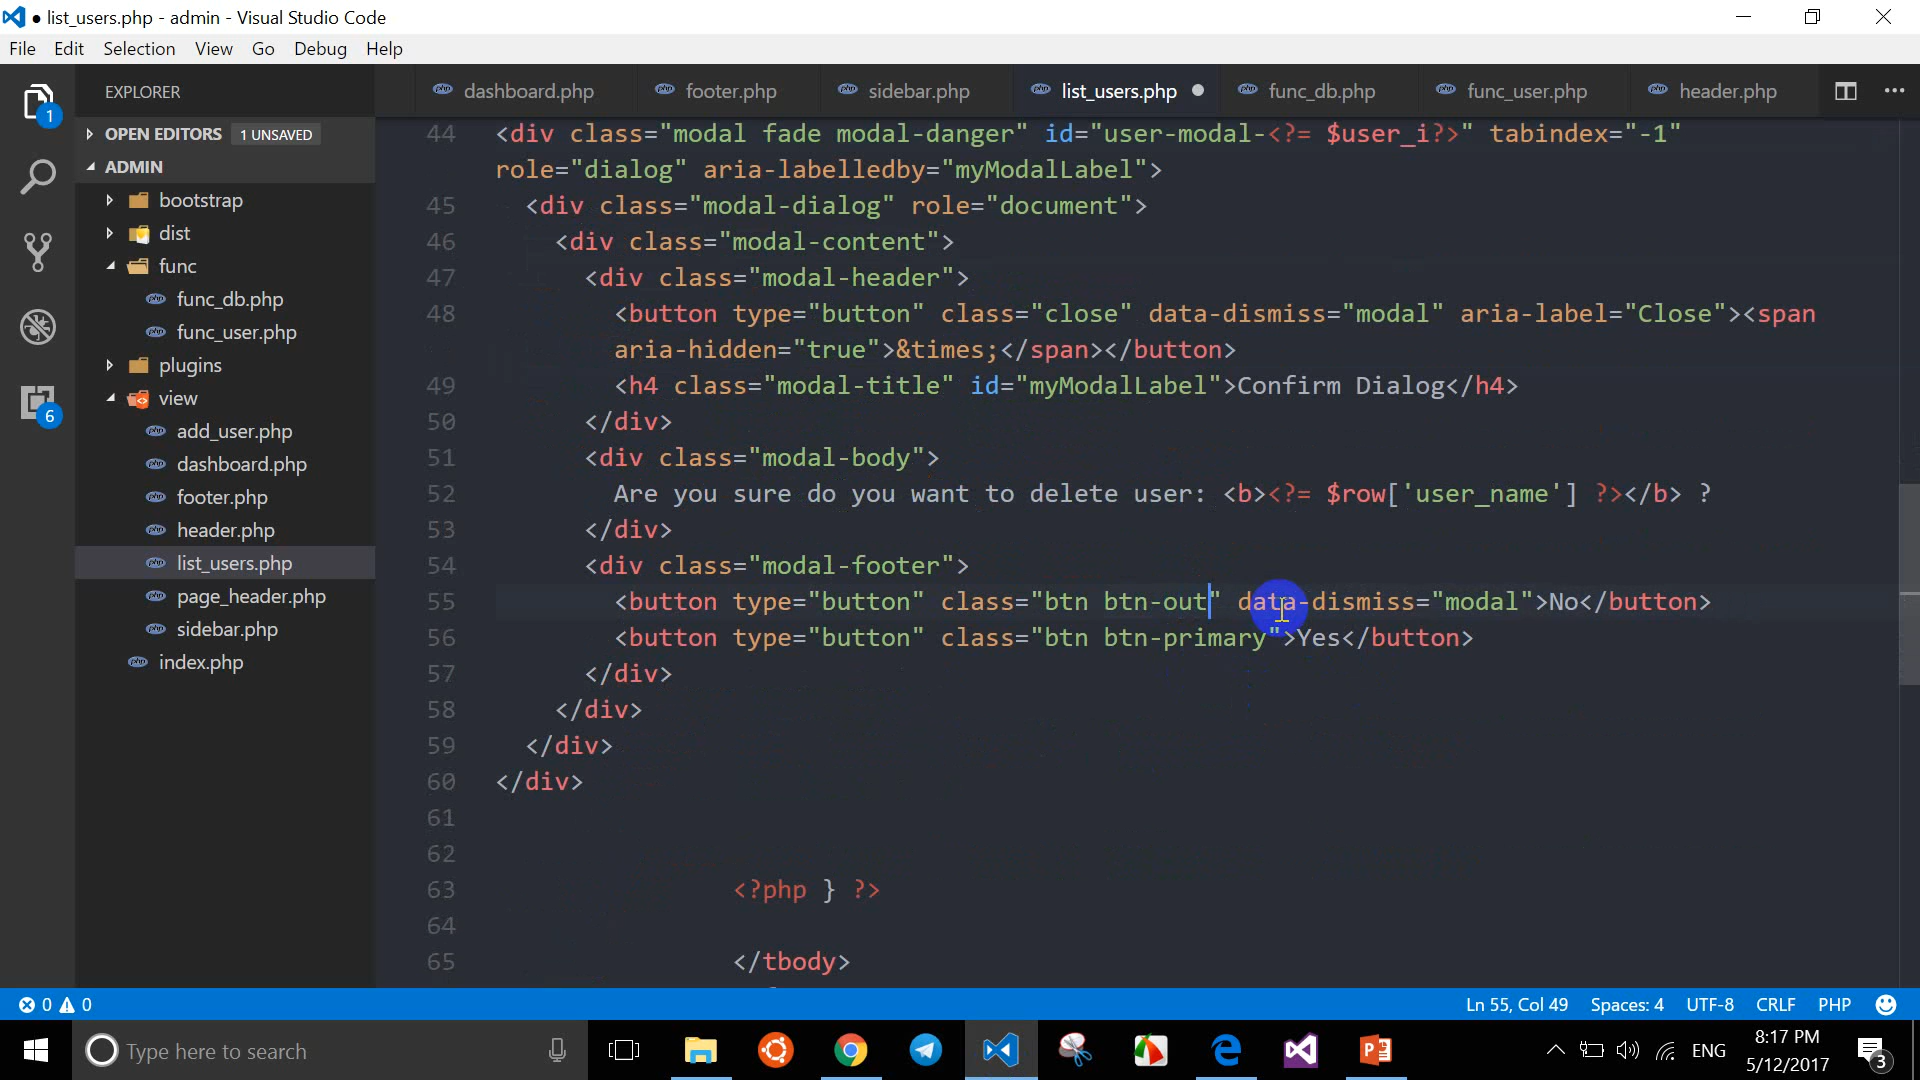 list_users.php - admin - Visual Studio Code
File Edit Selection View Go Debug Help
EXPLORER
dashboard.php footer.php sidebar.php list_users.php func_db.php func_user.php header.php
OPEN EDITORS 1 UNSAVED
ADMIN
bootstrap
dist
func
func_db.php
func_user.php
plugins
view
add_user.php
dashboard.php
footer.php
header.php
list_users.php
page_header.php
sidebar.php
index.php
1
6
44 <div class="modal fade modal-danger" id="user-modal-<?= $user_i?>" tabindex="-1"
role="dialog" aria-labelledby="myModalLabel">
45 <div class="modal-dialog" role="document">
46 <div class="modal-content">
47 <div class="modal-header">
48 <button type="button" class="close" data-dismiss="modal" aria-label="Close"><span
aria-hidden="true">&times;</span></button>
49 <h4 class="modal-title" id="myModalLabel">Confirm Dialog</h4>
50 </div>
51 <div class="modal-body">
52 Are you sure do you want to delete user: <b><?= $row['user_name'] ?></b> ?
53 </div>
54 <div class="modal-footer">
55 <button type="button" class="btn btn-out" data-dismiss="modal">No</button>
56 <button type="button" class="btn btn-primary">Yes</button>
57 </div>
58 </div>
59 </div>
60 </div>
61
62
63 <?php } ?>
64
65 </tbody>
0 0 Ln 55, Col 49 Spaces: 4 UTF-8 CRLF PHP
Type here to search
ENG
8:17 PM
5/12/2017
3